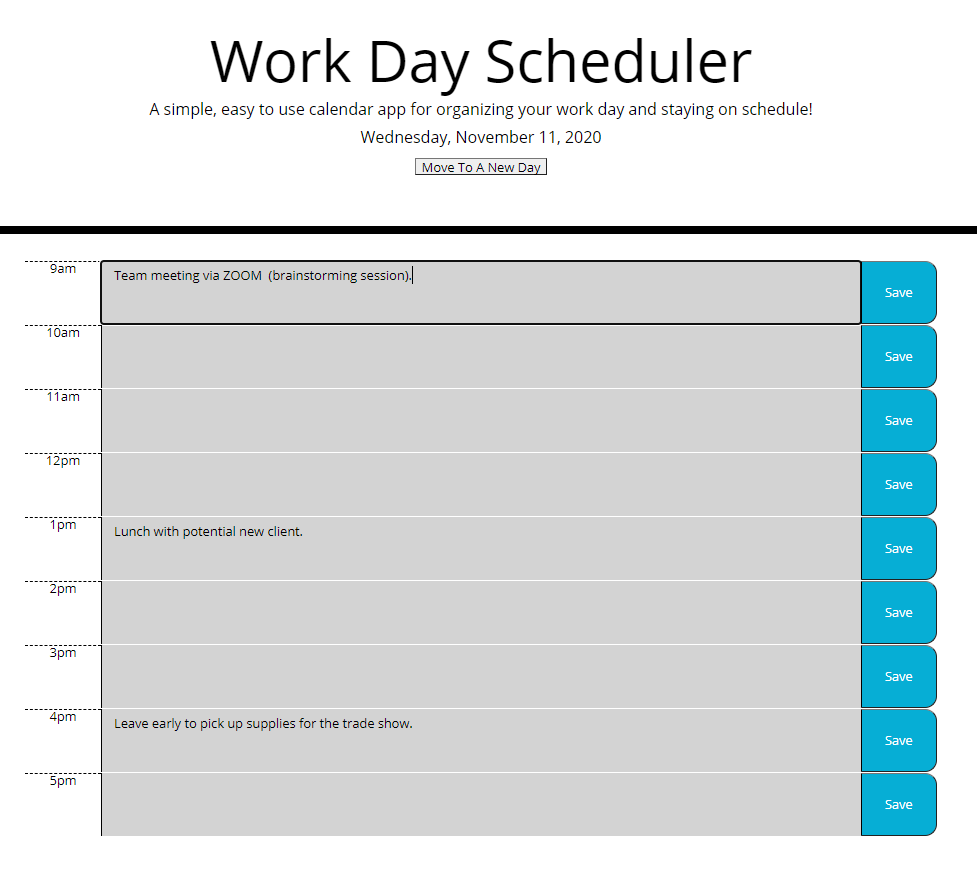 Work Day Scheduler
A simple, easy to use calendar app for organizing your work day and staying on schedule!
Wednesday, November 11, 2020
Move To A New Day
9am
Team meeting via ZOOM  (brainstorming session).
Save
10am
Save
11am
Save
12pm
Save
1pm
Lunch with potential new client.
Save
2pm
Save
3pm
Save
4pm
Leave early to pick up supplies for the trade show.
Save
5pm
Save